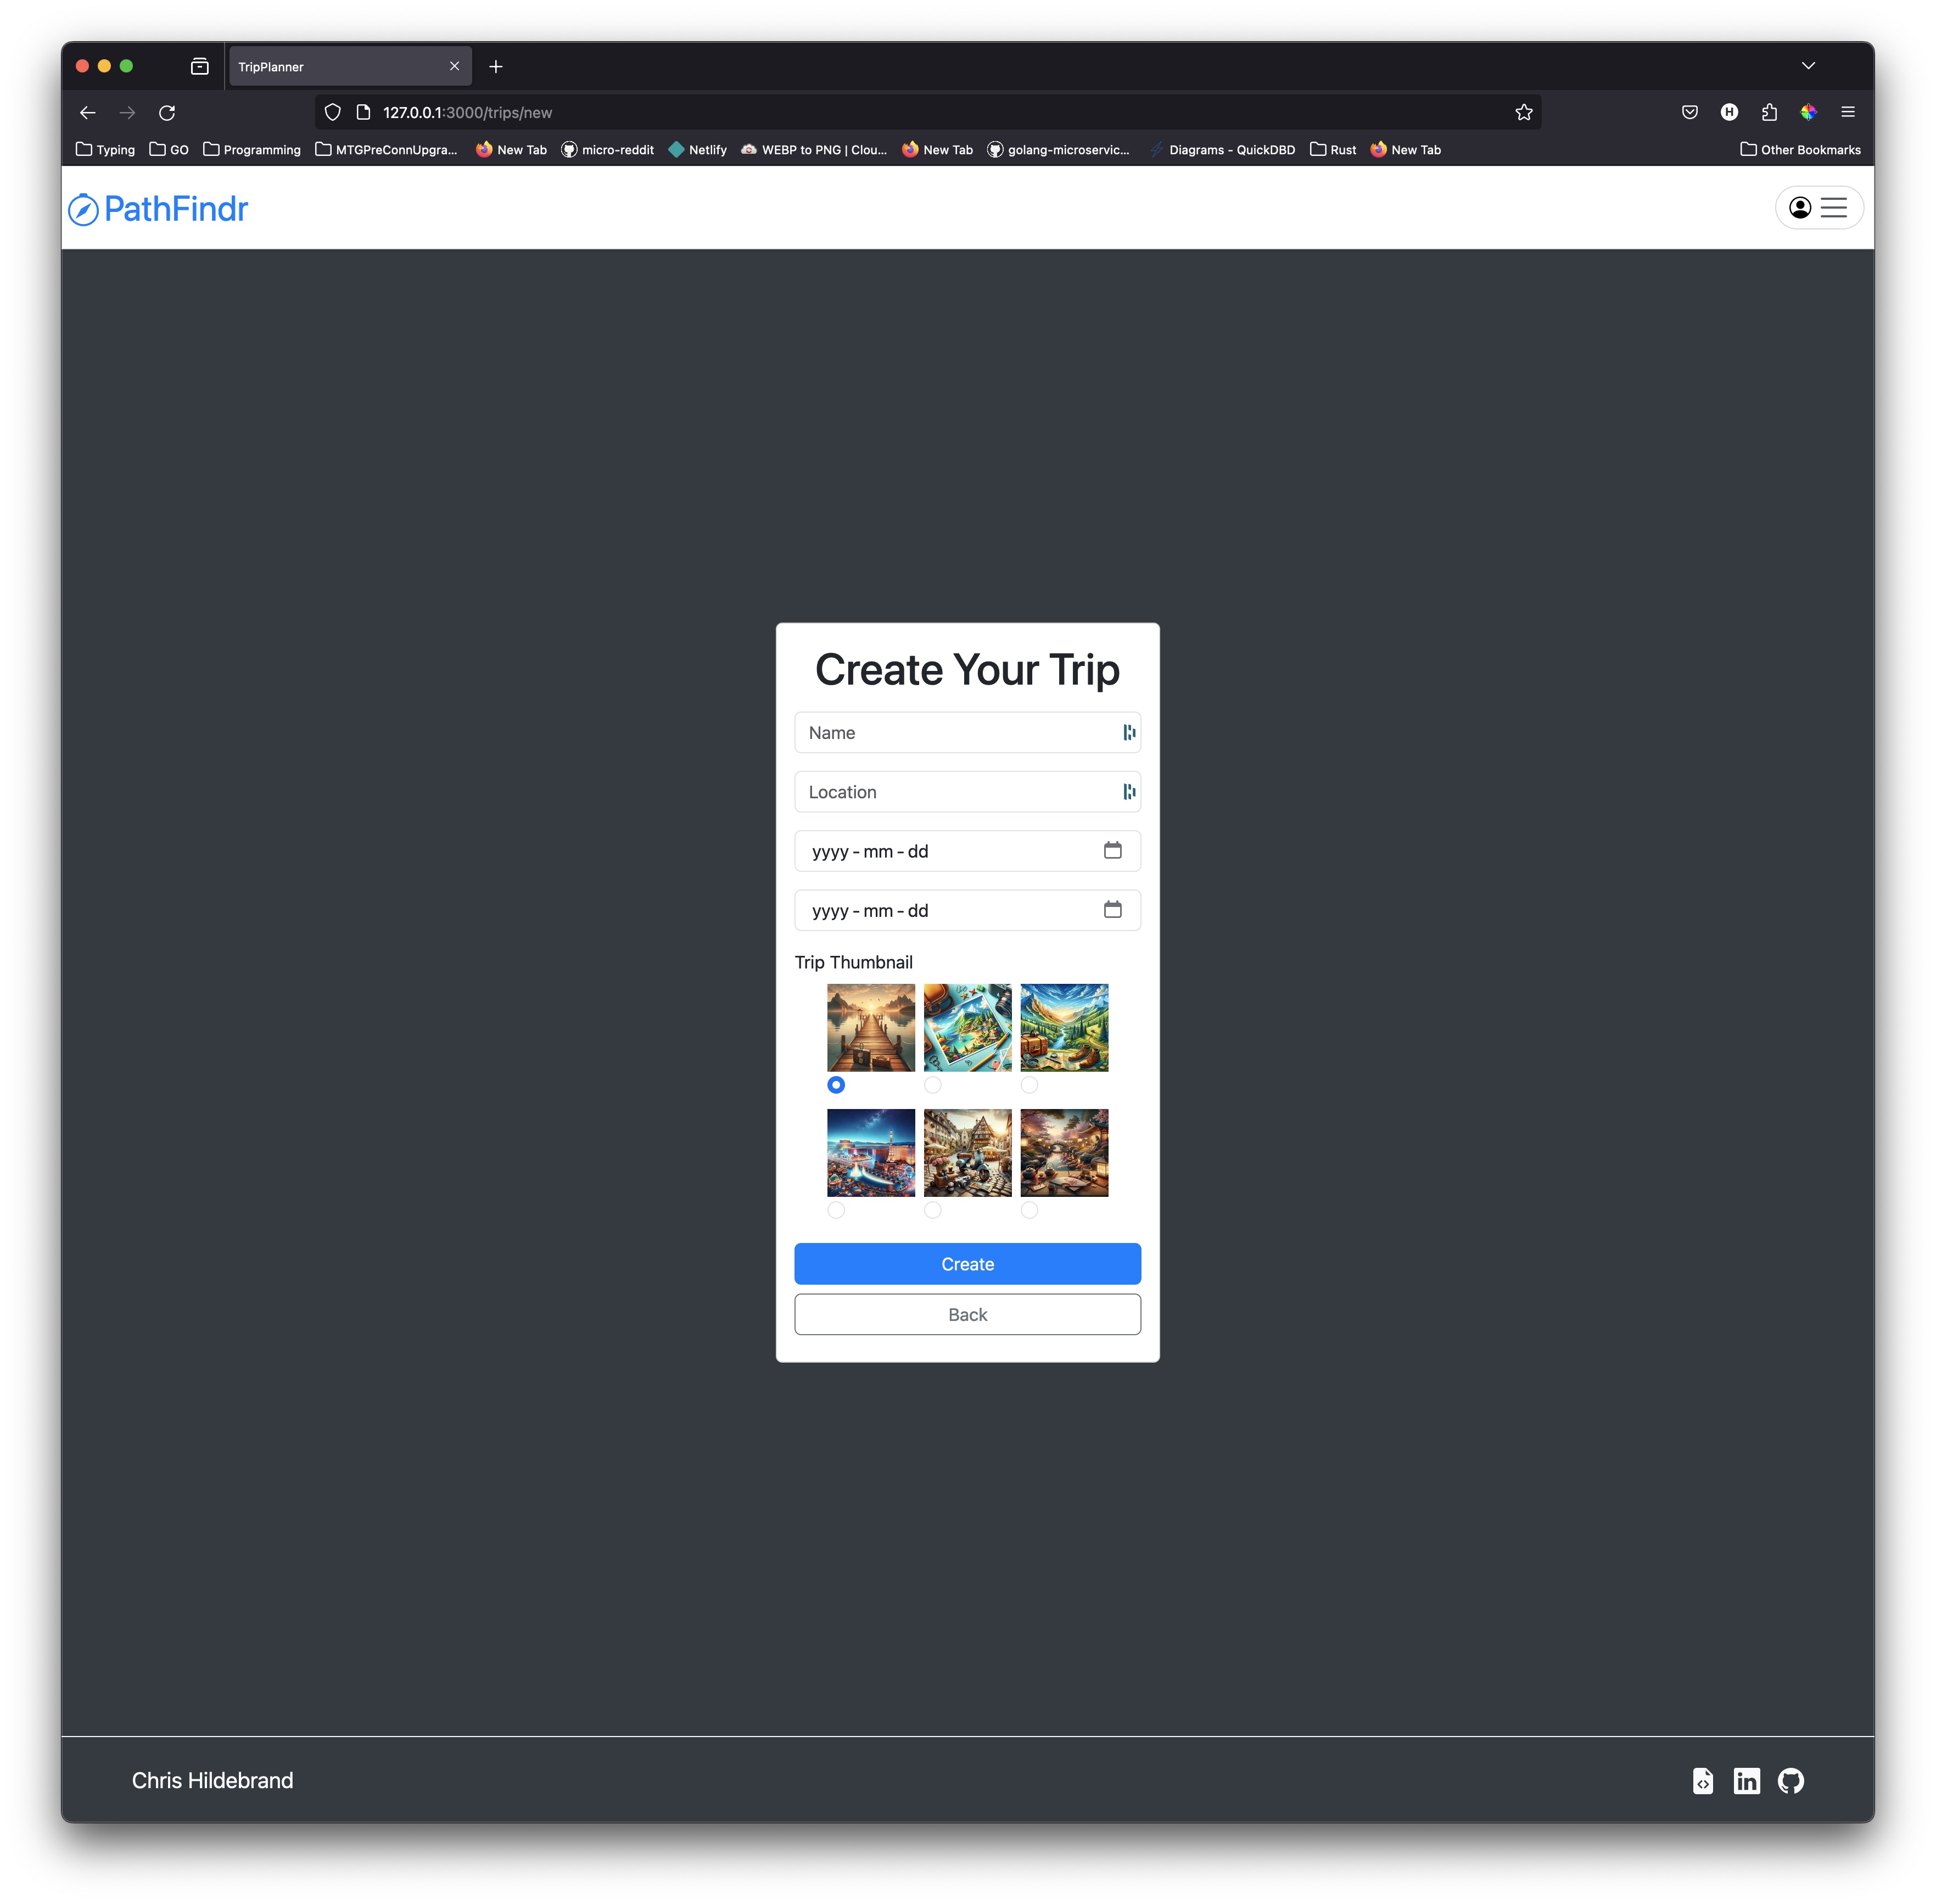 TripPlanner
127.0.0.1:3000/trips/new
H
Typing GO Programming MTGPreConnUpgra... New Tab micro-reddit Netlify WEBP to PNG | Clou... New Tab golang-microservic... Diagrams - QuickDBD Rust New Tab Other Bookmarks
PathFindr
Create Your Trip
Name
Location
yyyy - mm - dd
yyyy - mm - dd
Trip Thumbnail
Create
Back
Chris Hildebrand
in